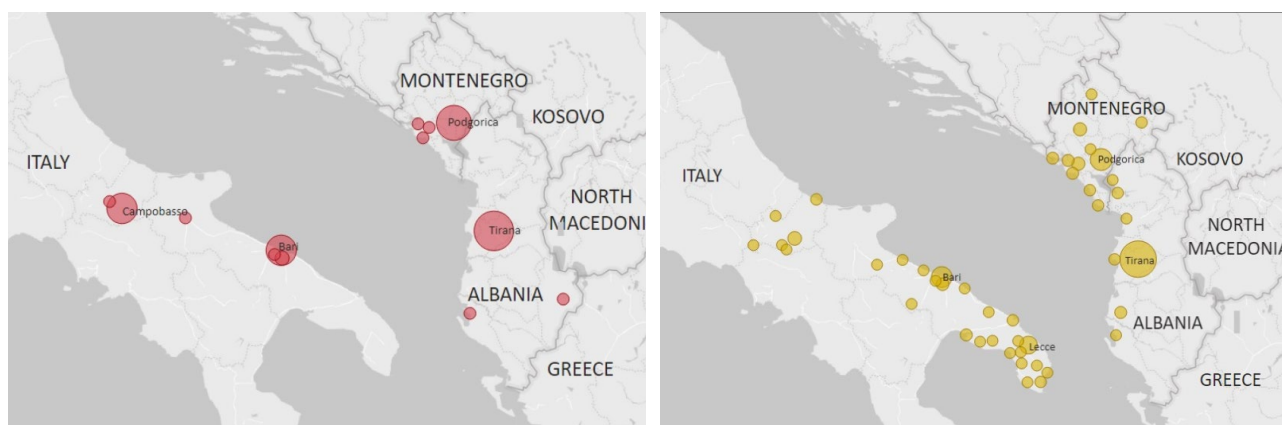 MONTENEGRO
Podgorica
KOSOVO
ITALY
Campobasso
NORTH
MACEDONI
Tirana
Bari
ALBANIA
GREECE
MONTENEGRO
Podgorica
KOSOVO
ITALY
NORTH
MACEDONIA
Tirana
Bari
ALBANIA
Lecce
GREECE